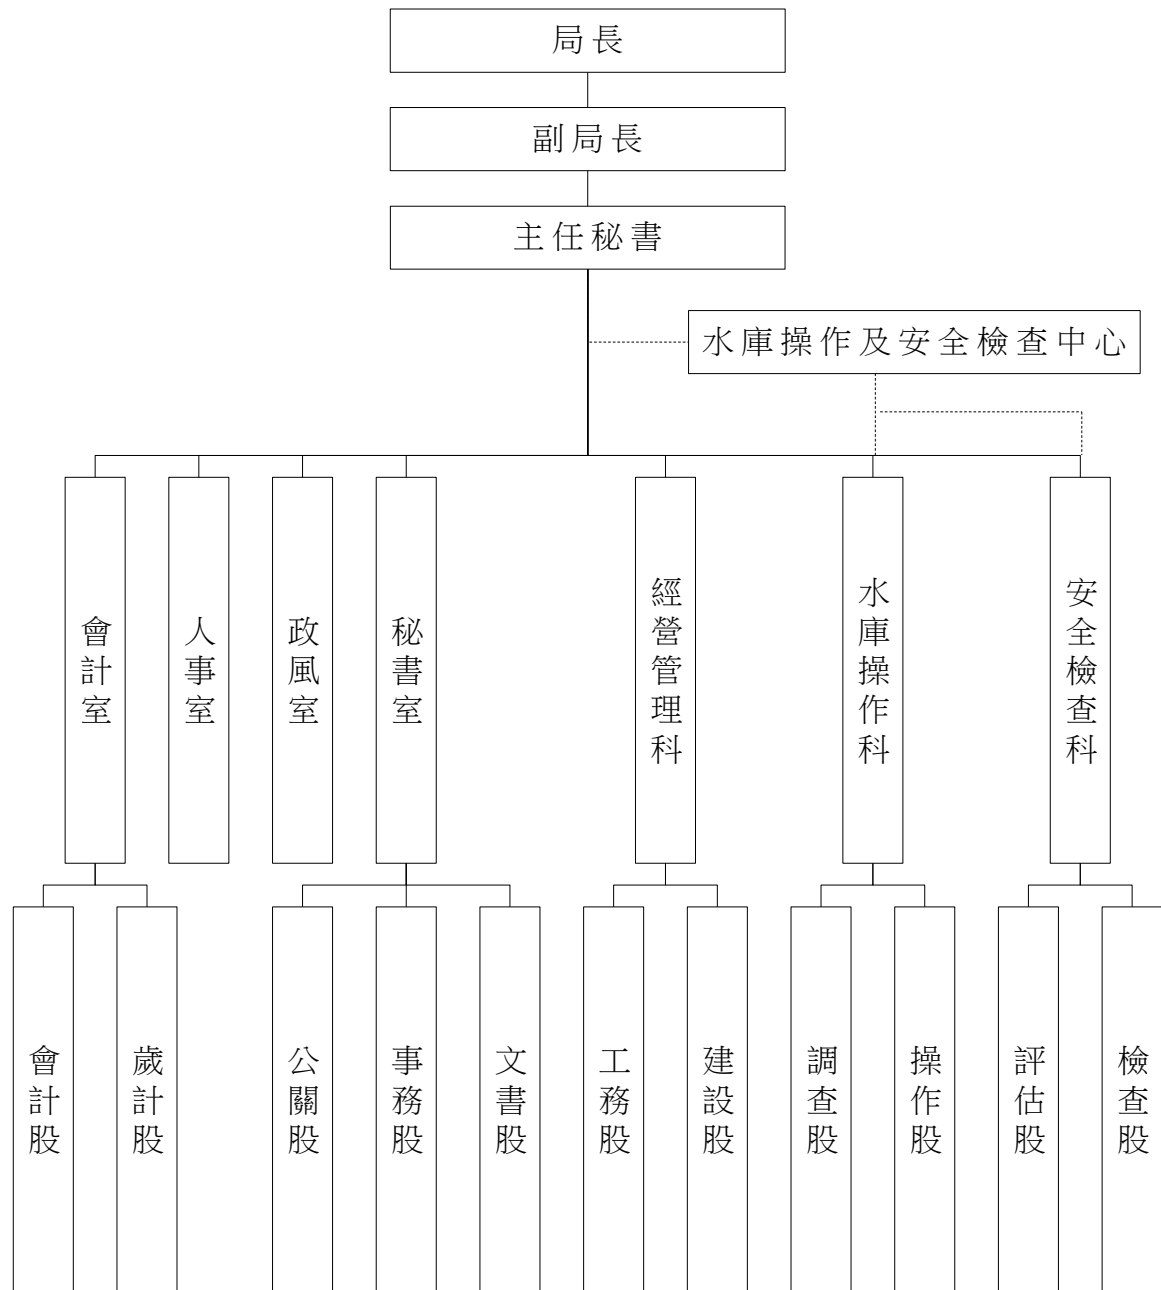 局長
副局長
主任秘書
水庫操作及安全檢查中心
會計室
人事室
政風室
秘書室
經營管理科
水庫操作科
安全檢查科
會計股
歲計股
公關股
事務股
文書股
工務股
建設股
調查股
操作股
評估股
檢查股